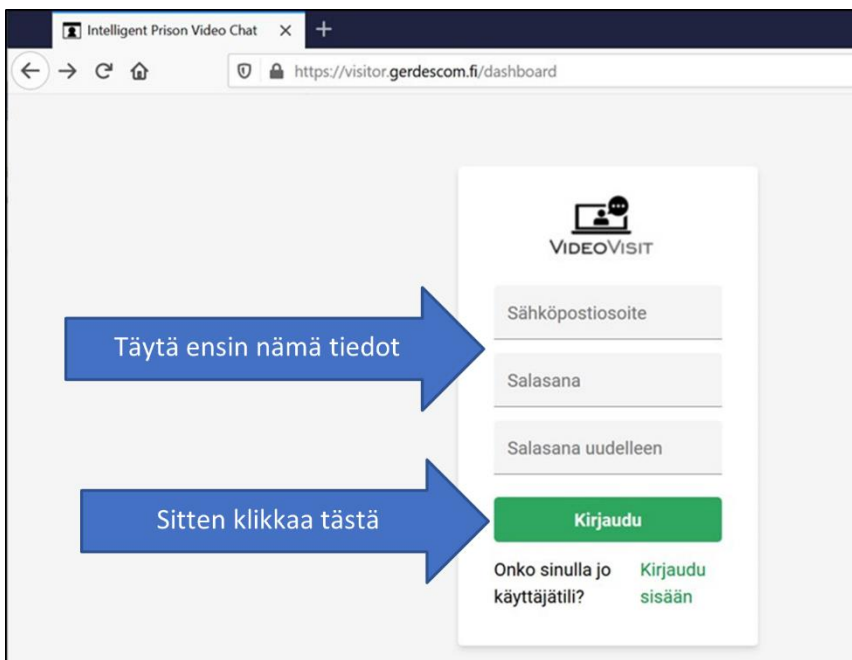 Intelligent Prison Video Chat
https://visitor.gerdescom.fi/dashboard
VIDEOVISIT
Sähköpostiosoite
Täytä ensin nämä tiedot
Salasana
Salasana uudelleen
Sitten klikkaa tästä
Kirjaudu
Onko sinulla jo Kirjaudu
käyttäjätili? sisään